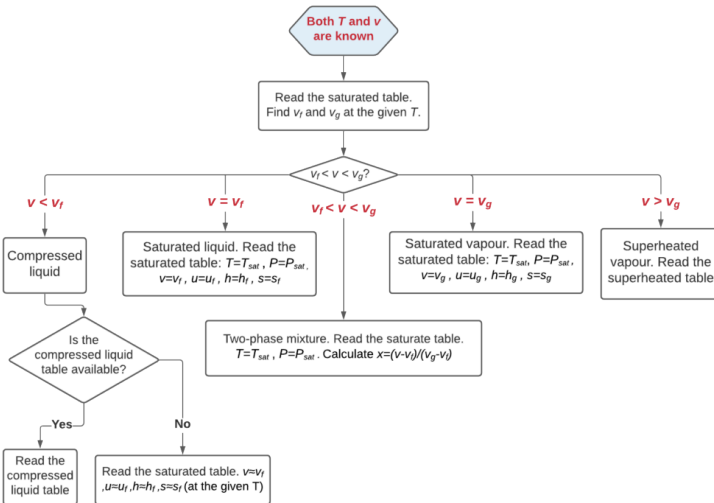 Both T and v
are known
Read the saturated table.
Find vf and vg at the given T.
vf < v < vg?
v < vf
v = vf
vf < v < vg
v = vg
v > vg
Compressed
liquid
Saturated liquid. Read the
saturated table: T=Tsat , P=Psat ,
v=vf , u=uf , h=hf , s=sf
Saturated vapour. Read the
saturated table: T=Tsat, P=Psat ,
v=vg , u=ug , h=hg , s=sg
Superheated
vapour. Read the
superheated table
Two-phase mixture. Read the saturate table.
T=Tsat , P=Psat . Calculate x=(v-vf)/(vg-vf)
Is the
compressed liquid
table available?
Yes
No
Read the
compressed
liquid table
Read the saturated table. v≈vf
,u≈uf ,h≈hf ,s≈sf (at the given T)